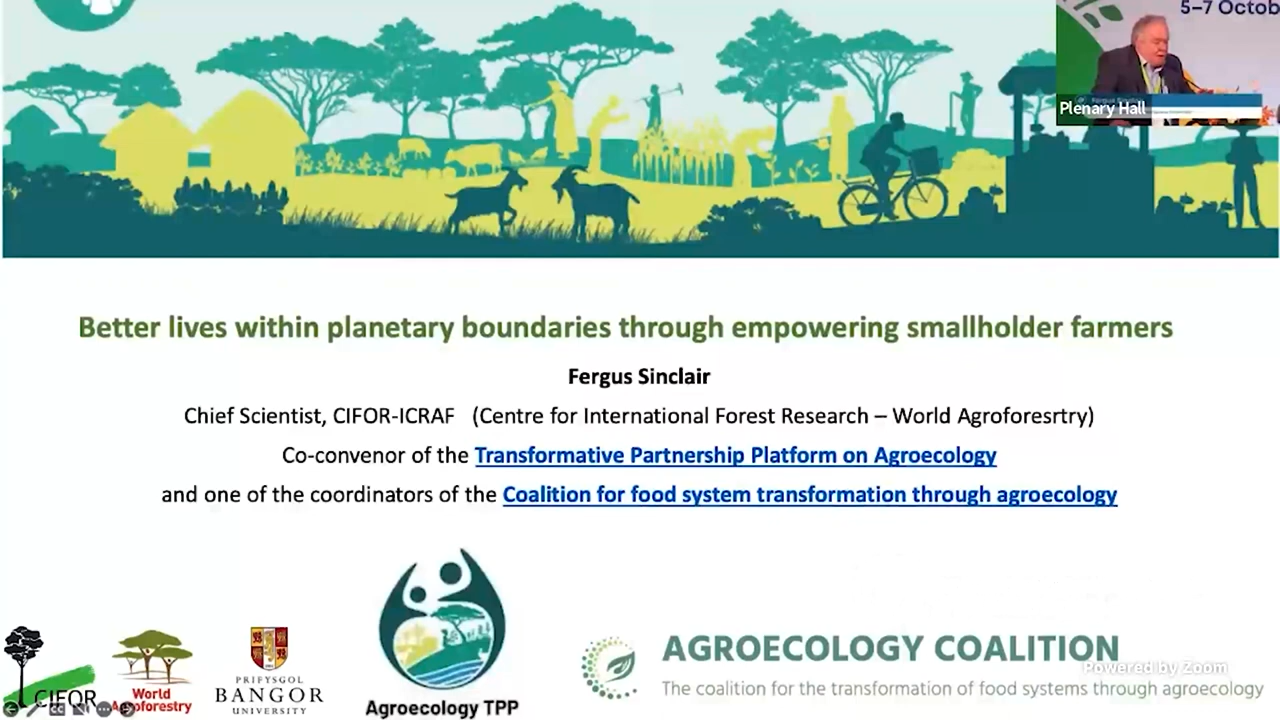 5–7 Octob
Plenary Hall
Better lives within planetary boundaries through empowering smallholder farmers
Fergus Sinclair
Chief Scientist, CIFOR-ICRAF (Centre for International Forest Research – World Agroforesrtry)
Co-convenor of the Transformative Partnership Platform on Agroecology
and one of the coordinators of the Coalition for food system transformation through agroecology
CIFOR
World
Agroforestry
PRIFYSGOL
BANGOR
UNIVERSITY
Agroecology TPP
AGROECOLOGY COALITION
The coalition for the transformation of food systems through agroecology
Powered by Zoom